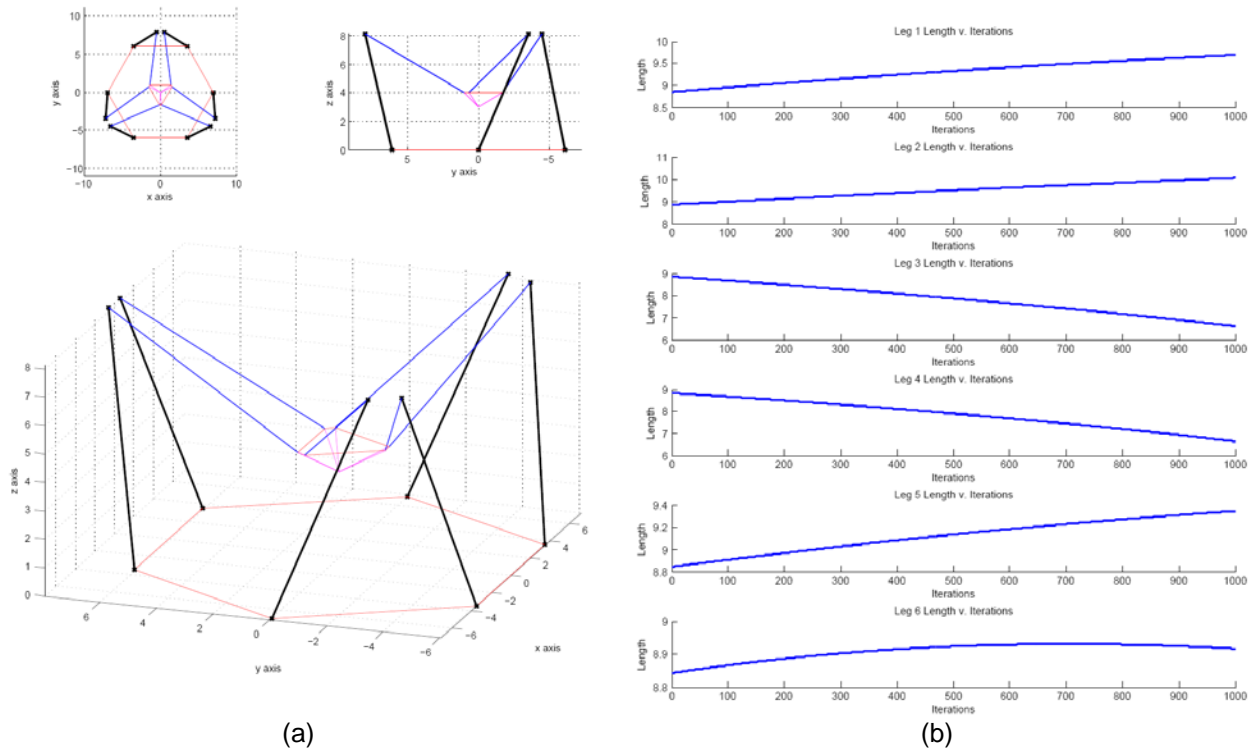 10
5
0
−5
−10
y axis
−10
0
10
x axis
8
6
4
2
0
z axis
5
0
−5
y axis
8
7
6
5
4
3
2
1
0
z axis
6
4
2
0
−2
−4
−6
y axis
6
4
2
0
−2
−4
−6
x axis
(a)
Leg 1 Length v. Iterations
10
9.5
9
8.5
Length
0 100 200 300 400 500 600 700 800 900 1000
Iterations
Leg 2 Length v. Iterations
11
10
9
8
Length
0 100 200 300 400 500 600 700 800 900 1000
Iterations
Leg 3 Length v. Iterations
9
8
7
6
Length
0 100 200 300 400 500 600 700 800 900 1000
Iterations
Leg 4 Length v. Iterations
9
8
7
6
Length
0 100 200 300 400 500 600 700 800 900 1000
Iterations
Leg 5 Length v. Iterations
9.4
9
8.8
Length
0 100 200 300 400 500 600 700 800 900 1000
Iterations
Leg 6 Length v. Iterations
9
8.9
8.8
Length
0 100 200 300 400 500 600 700 800 900 1000
Iterations
(b)